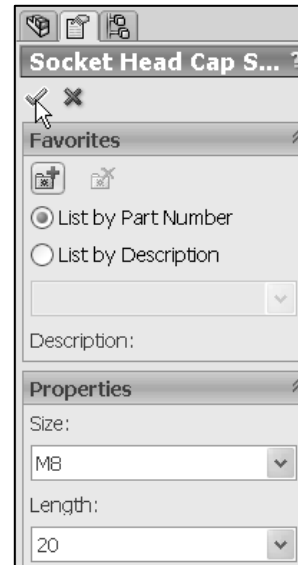 Socket Head Cap S... ?
Favorites
List by Part Number
List by Description
Description:
Properties
Size:
M8
Length:
20